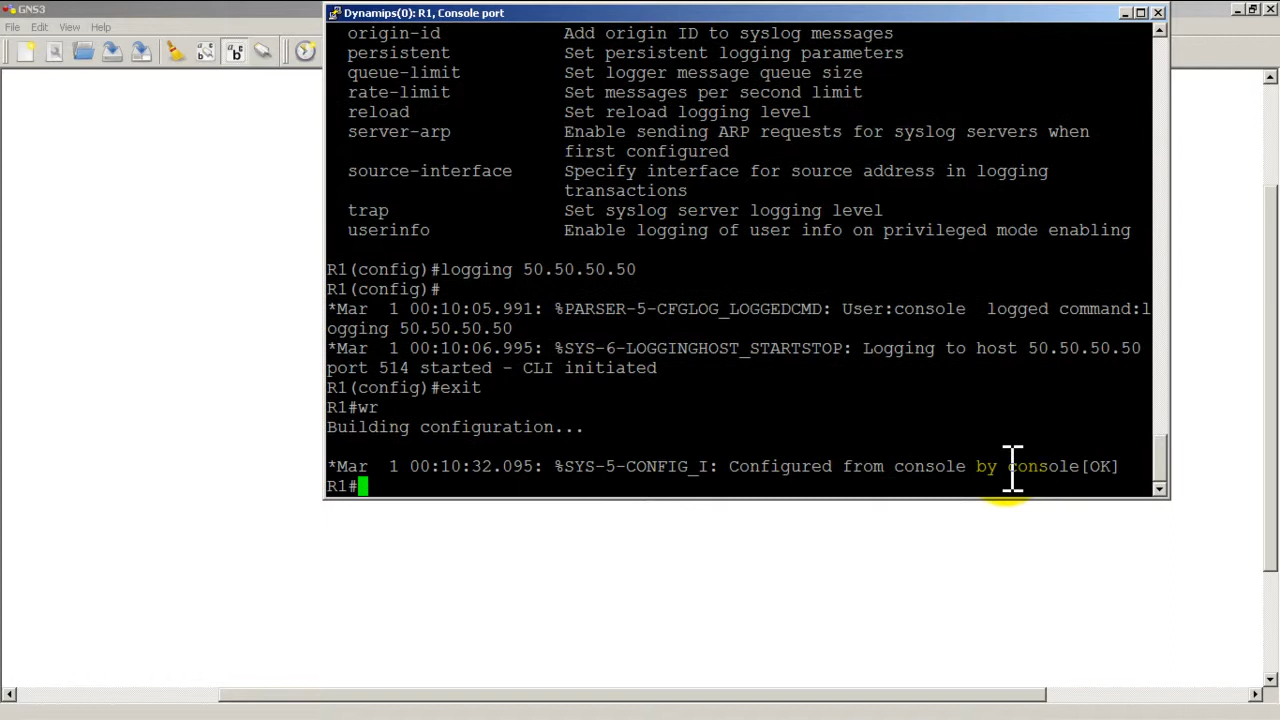 GNS3
File Edit View Help
Dynamips(0): R1, Console port
origin-id Add origin ID to syslog messages
persistent Set persistent logging parameters
queue-limit Set logger message queue size
rate-limit Set messages per second limit
reload Set reload logging level
server-arp Enable sending ARP requests for syslog servers when
first configured
source-interface Specify interface for source address in logging
transactions
trap Set syslog server logging level
userinfo Enable logging of user info on privileged mode enabling
R1(config)#logging 50.50.50.50
R1(config)#
*Mar 1 00:10:05.991: %PARSER-5-CFGLOG_LOGGEDCMD: User:console logged command:l
ogging 50.50.50.50
*Mar 1 00:10:06.995: %SYS-6-LOGGINGHOST_STARTSTOP: Logging to host 50.50.50.50
port 514 started - CLI initiated
R1(config)#exit
R1#wr
Building configuration...
*Mar 1 00:10:32.095: %SYS-5-CONFIG_I: Configured from console by console[OK]
R1#